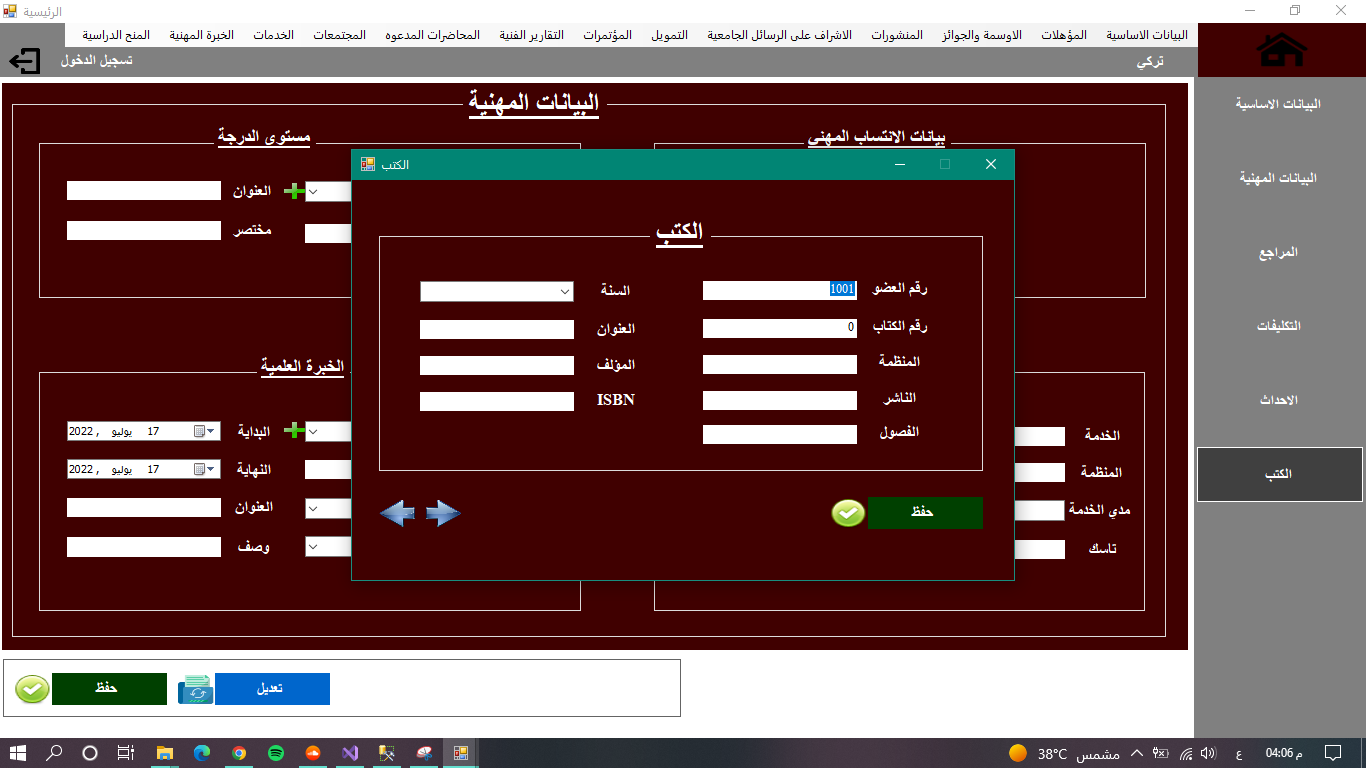 الرئيسية
البيانات الاساسية
المؤهلات
الاوسمة والجوائز
المنشورات
الاشراف على الرسائل الجامعية
التمويل
المؤتمرات
التقارير الفنية
المحاضرات المدعوه
المجتمعات
الخدمات
الخبرة المهنية
المنح الدراسية
تركي
تسجيل الدخول
البيانات الاساسية
البيانات المهنية
المراجع
التكليفات
الاحداث
الكتب
البيانات المهنية
بيانات الانتساب المهني
مستوى الدرجة
العنوان
مختصر
الكتب
الكتب
رقم العضو
1001
السنة
رقم الكتاب
0
العنوان
المنظمة
المؤلف
الناشر
ISBN
الفصول
حفظ
الخدمة
المنظمة
مدي الخدمة
تاسك
الخبرة العلمية
البداية
17 يوليو , 2022
النهاية
17 يوليو , 2022
العنوان
وصف
تعديل
حفظ
38°C مشمس
ع
04:06 م